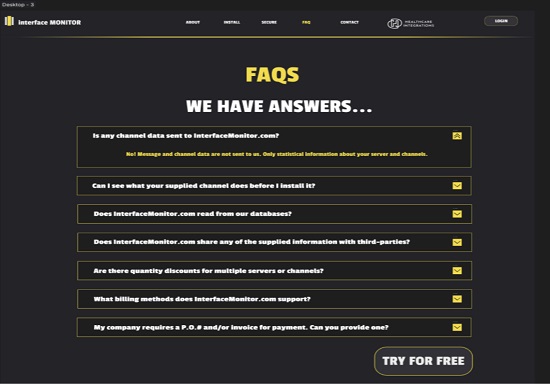 Desktop - 3
Interface MONITOR
ABOUT
INSTALL
SECURE
FAQ
CONTACT
HEALTHCARE
INTEGRATIONS
LOGIN
FAQS
WE HAVE ANSWERS...
Is any channel data sent to InterfaceMonitor.com?
No! Message and channel data are not sent to us. Only statistical information about your server and channels.
Can I see what your supplied channel does before I install it?
Does InterfaceMonitor.com read from our databases?
Does InterfaceMonitor.com share any of the supplied information with third-parties?
Are there quantity discounts for multiple servers or channels?
What billing methods does InterfaceMonitor.com support?
My company requires a P.O.# and/or invoice for payment. Can you provide one?
TRY FOR FREE